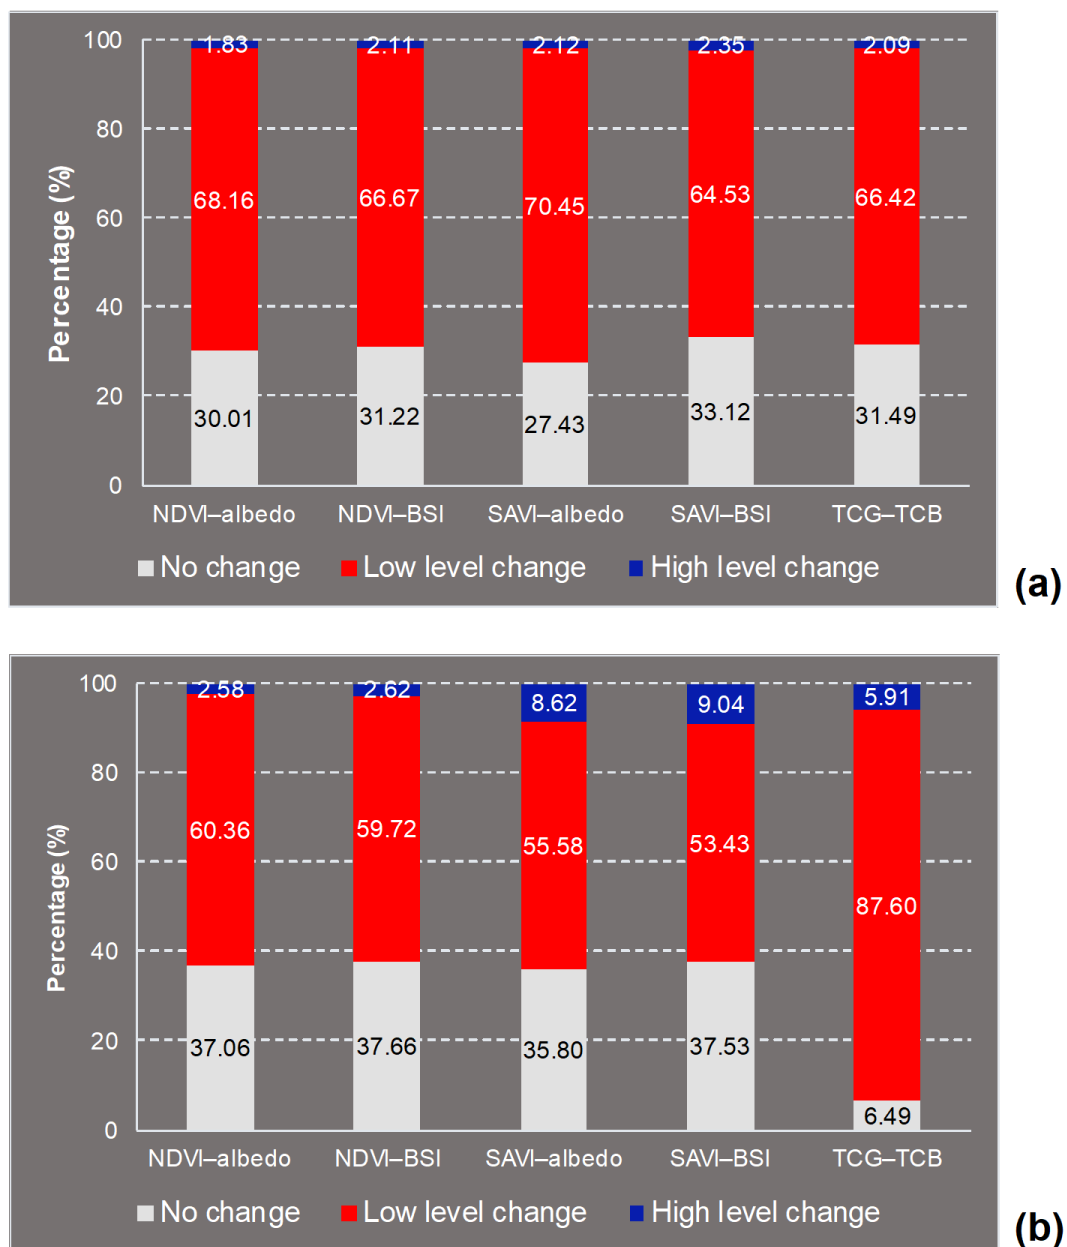 100
80
60
40
20
0
Percentage (%)
1.83 2.11 2.12 2.35 2.09
68.16 66.67 70.45 64.53 66.42
30.01 31.22 27.43 33.12 31.49
NDVI–albedo NDVI–BSI SAVI–albedo SAVI–BSI TCG–TCB
No change Low level change High level change
(a)
100
80
60
40
20
0
Percentage (%)
2.58 2.62 8.62 9.04 5.91
60.36 59.72 55.58 53.43 87.60
37.06 37.66 35.80 37.53 6.49
NDVI–albedo NDVI–BSI SAVI–albedo SAVI–BSI TCG–TCB
No change Low level change High level change
(b)